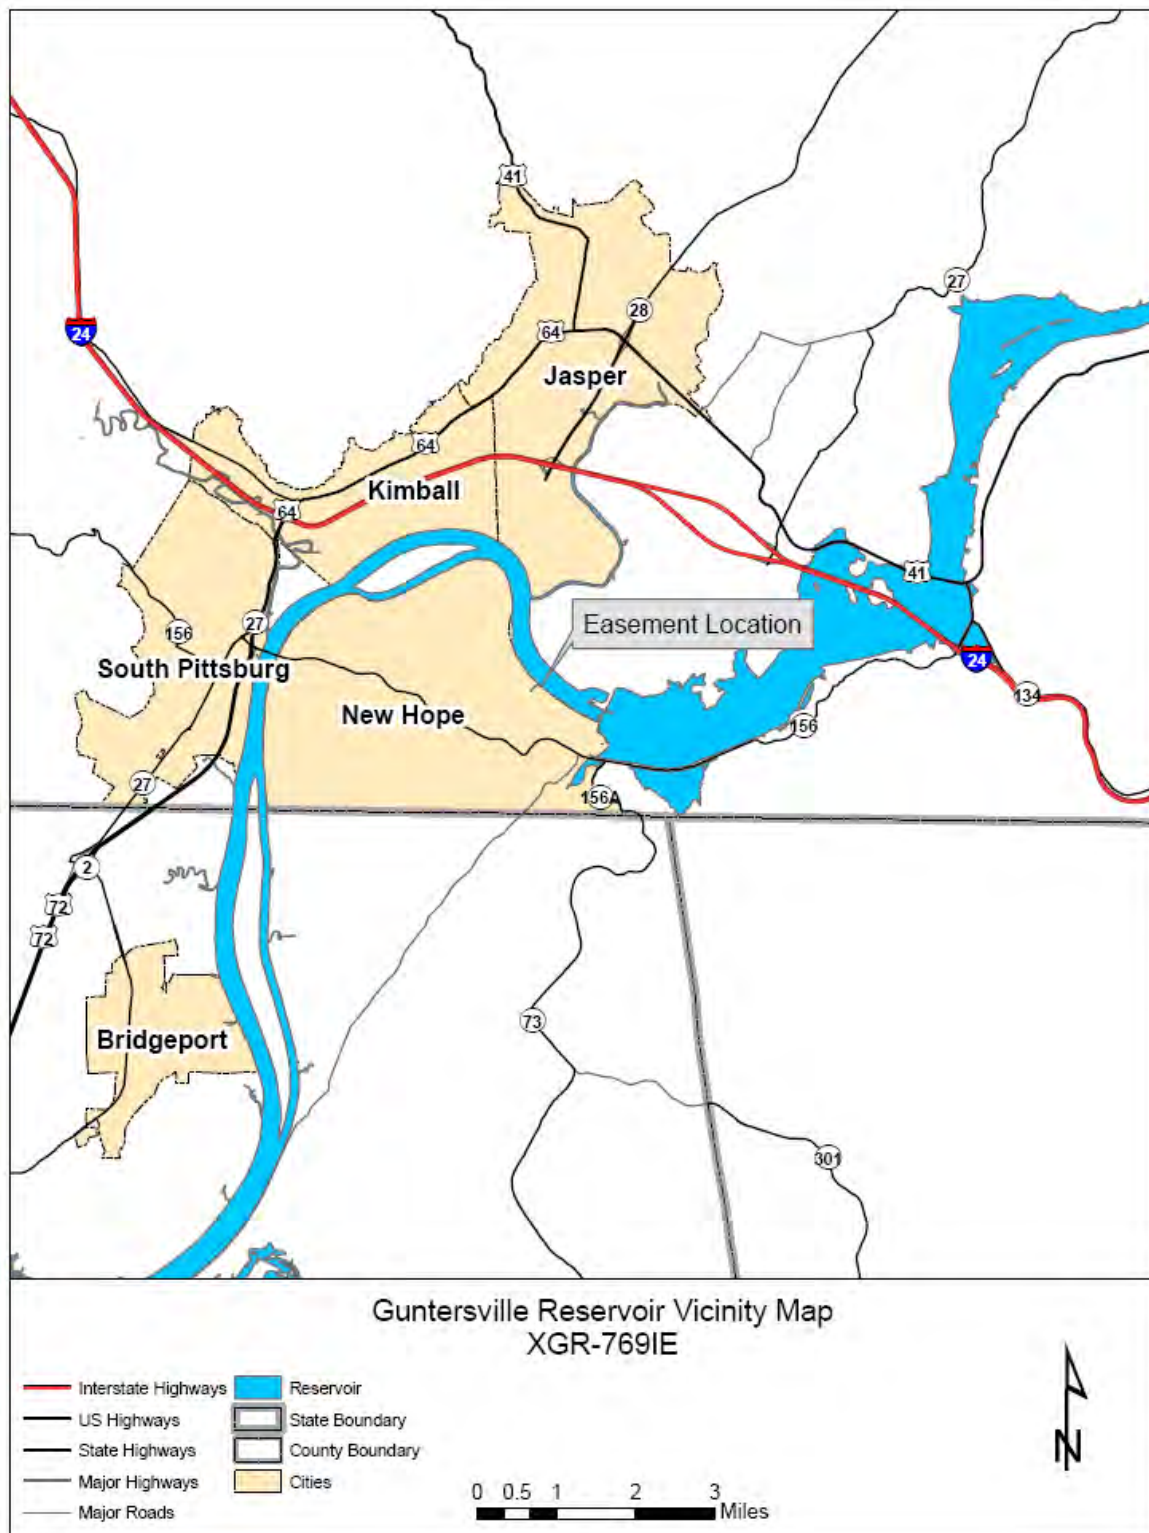 41
27
28
24
64
Jasper
64
Kimball
64
41
Easement Location
27
156
24
South Pittsburg
134
New Hope
156
27
156A
2
72
72
73
Bridgeport
301
Guntersville Reservoir Vicinity Map
XGR-769IE
Interstate Highways
US Highways
State Highways
Major Highways
Major Roads
Reservoir
State Boundary
County Boundary
Cities
N
0 0.5 1 2 3
Miles